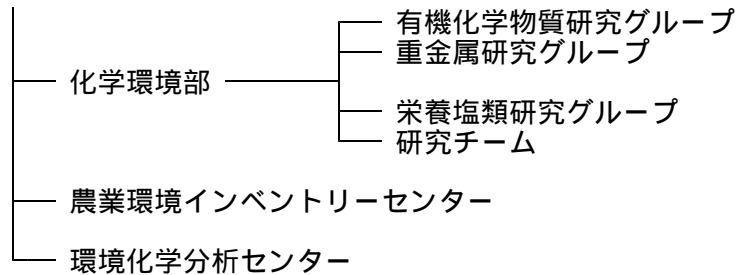 有機化学物質研究グループ
重金属研究グループ
化学環境部
栄養塩類研究グループ
研究チーム
農業環境インベントリーセンター
環境化学分析センター